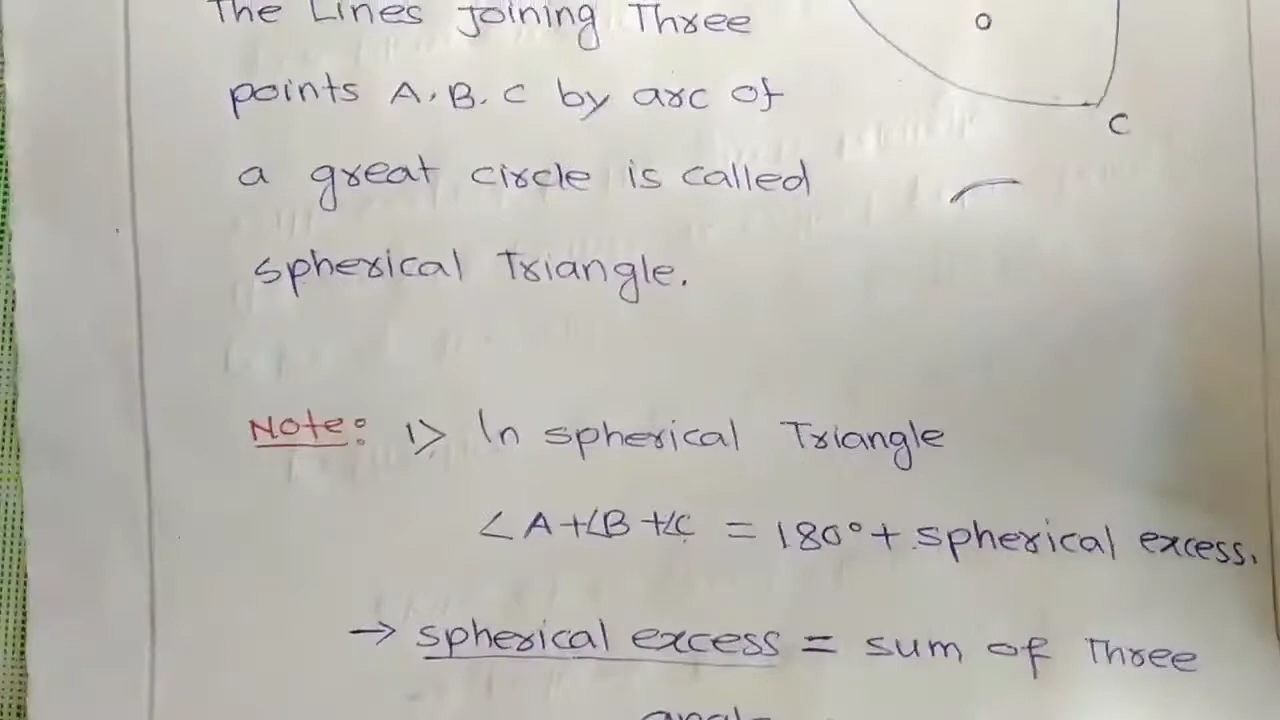 The Lines Joining Three
O
points A, B, C by arc of
C
a great circle is called
spherical Triangle.
Note: 1> In spherical Triangle
∠A+∠B+∠C = 180°+ spherical excess.
→ spherical excess = sum of Three